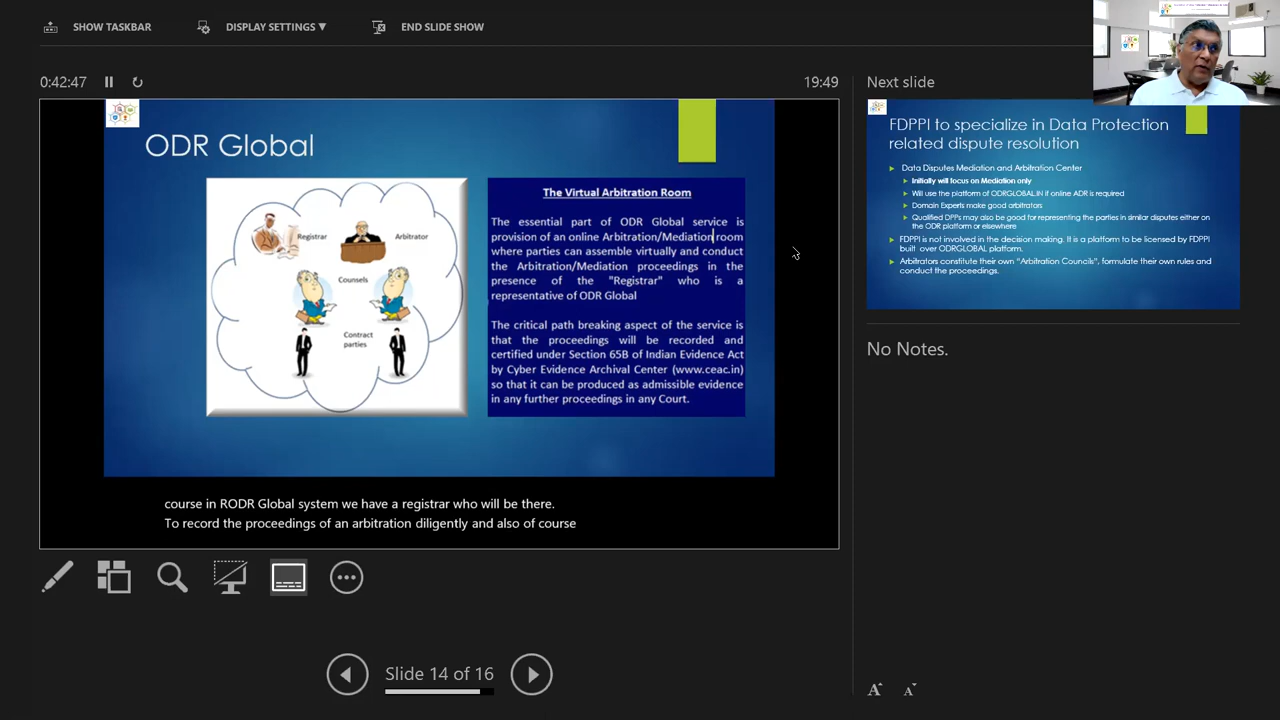 SHOW TASKBAR
DISPLAY SETTINGS ▼
END SLIDE SHOW
0:42:47
19:49
ODR Global
Registrar
Arbitrator
Counsels
Contract
parties
The Virtual Arbitration Room
The essential part of ODR Global service is
provision of an online Arbitration/Mediation room
where parties can assemble virtually and conduct
the Arbitration/Mediation proceedings in the
presence of the "Registrar" who is a
representative of ODR Global
The critical path breaking aspect of the service is
that the proceedings will be recorded and
certified under Section 65B of Indian Evidence Act
by Cyber Evidence Archival Center (www.ceac.in)
so that it can be produced as admissible evidence
in any further proceedings in any Court.
course in RODR Global system we have a registrar who will be there.
To record the proceedings of an arbitration diligently and also of course
Slide 14 of 16
Next slide
FDPPI to specialize in Data Protection
related dispute resolution
Data Disputes Mediation and Arbitration Center
Initially will focus on Mediation only
Will use the platform of ODRGLOBAL.IN if online ADR is required
Domain Experts make good arbitrators
Qualified DPPs may also be good for representing the parties in similar disputes either on
the ODR platform or elsewhere
FDPPI is not involved in the decision making. It is a platform to be licensed by FDPPI
built over ODRGLOBAL platform.
Arbitrators constitute their own "Arbitration Councils", formulate their own rules and
conduct the proceedings.
No Notes.
A A